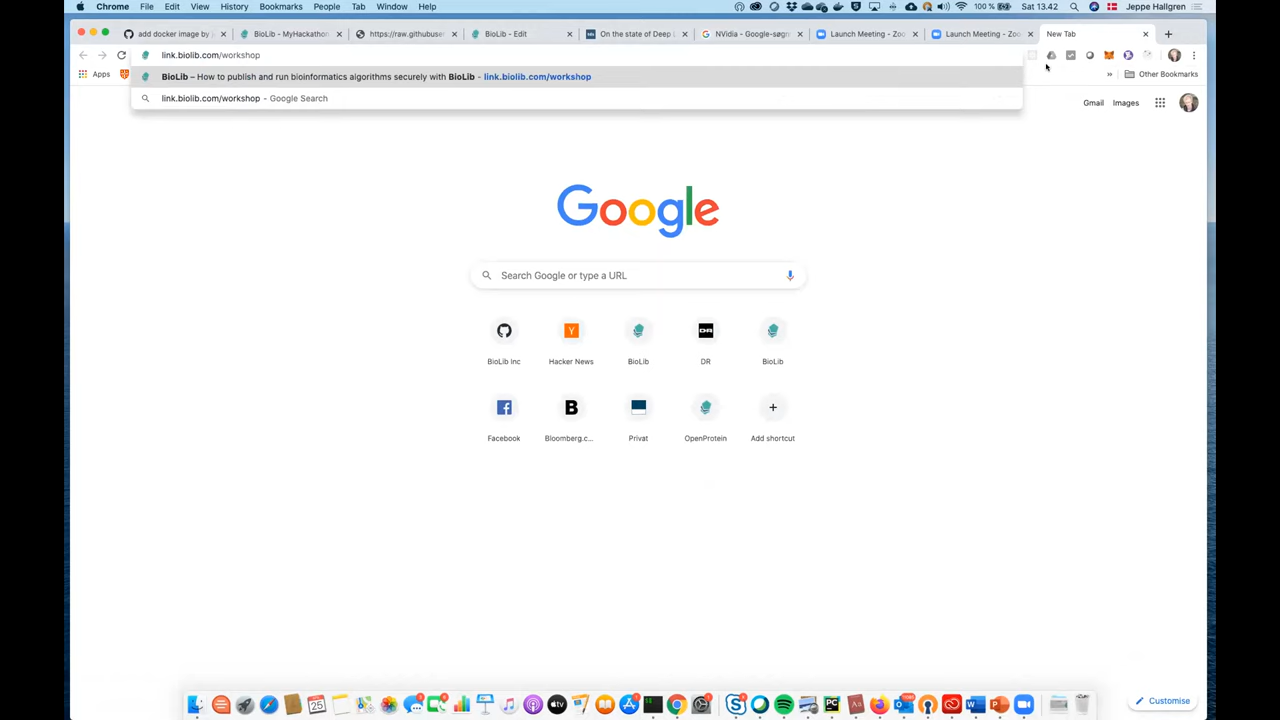 Chrome File Edit View History Bookmarks People Tab Window Help 100 % Sat 13.42 Jeppe Hallgren
add docker image by j BioLib - MyHackathon https://raw.githubuse BioLib - Edit On the state of Deep L NVidia - Google-søgn Launch Meeting - Zoo Launch Meeting - Zoo New Tab
link.biolib.com/workshop
Apps BioLib – How to publish and run bioinformatics algorithms securely with BioLib - link.biolib.com/workshop » Other Bookmarks
link.biolib.com/workshop - Google Search
Gmail Images
Google
Search Google or type a URL
BioLib Inc Hacker News BioLib DR BioLib
Facebook Bloomberg.c... Privat OpenProtein Add shortcut
Customise